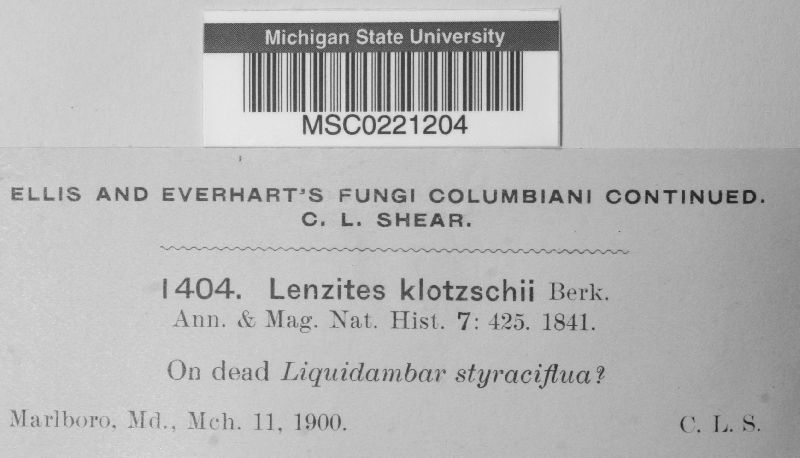 Michigan State University
MSC0221204
ELLIS AND EVERHART'S FUNGI COLUMBIANI CONTINUED.
C. L. SHEAR.
1404. Lenzites klotzschii Berk.
Ann. & Mag. Nat. Hist. 7: 425. 1841.
On dead Liquidambar styraciflua?
Marlboro, Md., Mch. 11, 1900. C. L. S.